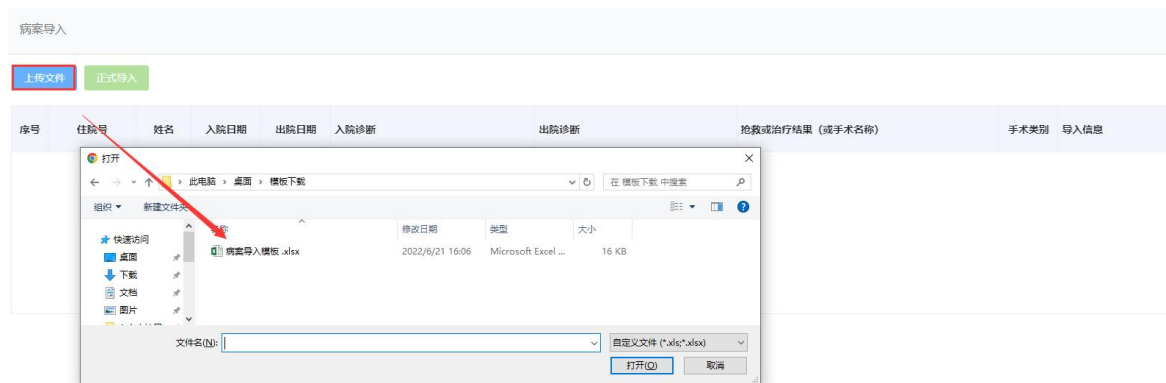 病案导入
上传文件 正式导入
序号 住院号 姓名 入院日期 出院日期 入院诊断 出院诊断 抢救或治疗结果（或手术名称） 手术类别 导入信息
打开
此电脑 › 桌面 › 模板下载 在 模板下载 中搜索
组织 新建文件夹
名称 修改日期 类型 大小
快速访问
病案导入模板 .xlsx 2022/6/21 16:06 Microsoft Excel ... 16 KB
桌面
下载
文档
图片
文件名(N): 自定义文件 (*.xls;*.xlsx)
打开(O) 取消